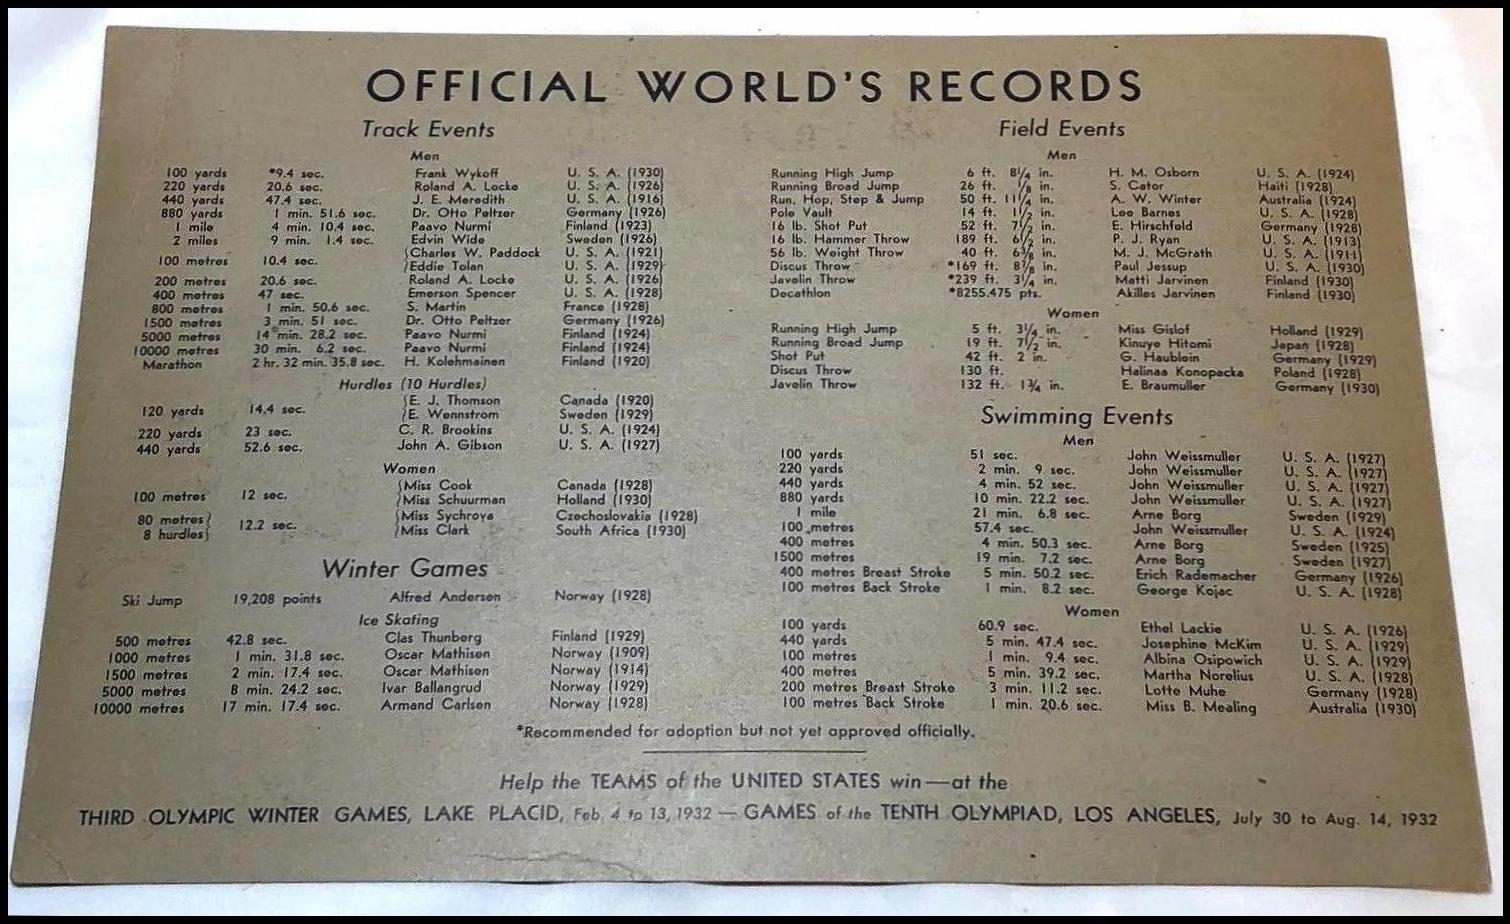 OFFICIAL WORLD'S RECORDS
Track Events
Men
100 yards *9.4 sec. Frank Wykoff U. S. A. (1930)
220 yards 20.6 sec. Roland A. Locke U. S. A. (1926)
440 yards 47.4 sec. J. E. Meredith U. S. A. (1916)
880 yards 1 min. 51.6 sec. Dr. Otto Peltzer Germany (1926)
1 mile 4 min. 10.4 sec. Paavo Nurmi Finland (1923)
2 miles 9 min. 1.4 sec. Edvin Wide Sweden (1926)
100 metres 10.4 sec. {Charles W. Paddock U. S. A. (1921)
{Eddie Tolan U. S. A. (1929)
200 metres 20.6 sec. Roland A. Locke U. S. A. (1926)
400 metres 47 sec. Emerson Spencer U. S. A. (1928)
800 metres 1 min. 50.6 sec. S. Martin France (1928)
1500 metres 3 min. 51 sec. Dr. Otto Peltzer Germany (1926)
5000 metres 14 min. 28.2 sec. Paavo Nurmi Finland (1924)
10000 metres 30 min. 6.2 sec. Paavo Nurmi Finland (1924)
Marathon 2 hr. 32 min. 35.8 sec. H. Kolehmainen Finland (1920)
Hurdles (10 Hurdles)
120 yards 14.4 sec. {E. J. Thomson Canada (1920)
{E. Wennstrom Sweden (1929)
220 yards 23 sec. C. R. Brookins U. S. A. (1924)
440 yards 52.6 sec. John A. Gibson U. S. A. (1927)
Women
100 metres 12 sec. {Miss Cook Canada (1928)
{Miss Schuurman Holland (1930)
80 metres} 12.2 sec. {Miss Sychrova Czechoslovakia (1928)
8 hurdles} {Miss Clark South Africa (1930)
Winter Games
Ski Jump 19,208 points Alfred Andersen Norway (1928)
Ice Skating
500 metres 42.8 sec. Clas Thunberg Finland (1929)
1000 metres 1 min. 31.8 sec. Oscar Mathisen Norway (1909)
1500 metres 2 min. 17.4 sec. Oscar Mathisen Norway (1914)
5000 metres 8 min. 24.2 sec. Ivar Ballangrud Norway (1929)
10000 metres 17 min. 17.4 sec. Armand Carlsen Norway (1928)
Field Events
Men
Running High Jump 6 ft. 8¼ in. H. M. Osborn U. S. A. (1924)
Running Broad Jump 26 ft. ⅛ in. S. Cator Haiti (1928)
Run, Hop, Step & Jump 50 ft. 11¼ in. A. W. Winter Australia (1924)
Pole Vault 14 ft. 1½ in. Lee Barnes U. S. A. (1928)
16 lb. Shot Put 52 ft. 7½ in. E. Hirschfeld Germany (1928)
16 lb. Hammer Throw 189 ft. 6½ in. P. J. Ryan U. S. A. (1913)
56 lb. Weight Throw 40 ft. 6⅜ in. M. J. McGrath U. S. A. (1911)
Discus Throw *169 ft. 8⅞ in. Paul Jessup U. S. A. (1930)
Javelin Throw *239 ft. 3¼ in. Matti Jarvinen Finland (1930)
Decathlon *8255.475 pts. Akilles Jarvinen Finland (1930)
Women
Running High Jump 5 ft. 3¼ in. Miss Gislof Holland (1929)
Running Broad Jump 19 ft. 7½ in. Kinuye Hitomi Japan (1928)
Shot Put 42 ft. 2 in. G. Haublein Germany (1929)
Discus Throw 130 ft. Halinaa Konopacka Poland (1928)
Javelin Throw 132 ft. 1¾ in. E. Braumuller Germany (1930)
Swimming Events
Men
100 yards 51 sec. John Weissmuller U. S. A. (1927)
220 yards 2 min. 9 sec. John Weissmuller U. S. A. (1927)
440 yards 4 min. 52 sec. John Weissmuller U. S. A. (1927)
880 yards 10 min. 22.2 sec. John Weissmuller U. S. A. (1927)
1 mile 21 min. 6.8 sec. Arne Borg Sweden (1929)
100 metres 57.4 sec. John Weissmuller U. S. A. (1924)
400 metres 4 min. 50.3 sec. Arne Borg Sweden (1925)
1500 metres 19 min. 7.2 sec. Arne Borg Sweden (1927)
400 metres Breast Stroke 5 min. 50.2 sec. Erich Rademacher Germany (1926)
100 metres Back Stroke 1 min. 8.2 sec. George Kojac U. S. A. (1928)
Women
100 yards 60.9 sec. Ethel Lackie U. S. A. (1926)
440 yards 5 min. 47.4 sec. Josephine McKim U. S. A. (1929)
100 metres 1 min. 9.4 sec. Albina Osipowich U. S. A. (1929)
400 metres 5 min. 39.2 sec. Martha Norelius U. S. A. (1928)
200 metres Breast Stroke 3 min. 11.2 sec. Lotte Muhe Germany (1928)
100 metres Back Stroke 1 min. 20.6 sec. Miss B. Mealing Australia (1930)
*Recommended for adoption but not yet approved officially.
Help the TEAMS of the UNITED STATES win—at the
THIRD OLYMPIC WINTER GAMES, LAKE PLACID, Feb. 4 to 13, 1932 — GAMES of the TENTH OLYMPIAD, LOS ANGELES, July 30 to Aug. 14, 1932